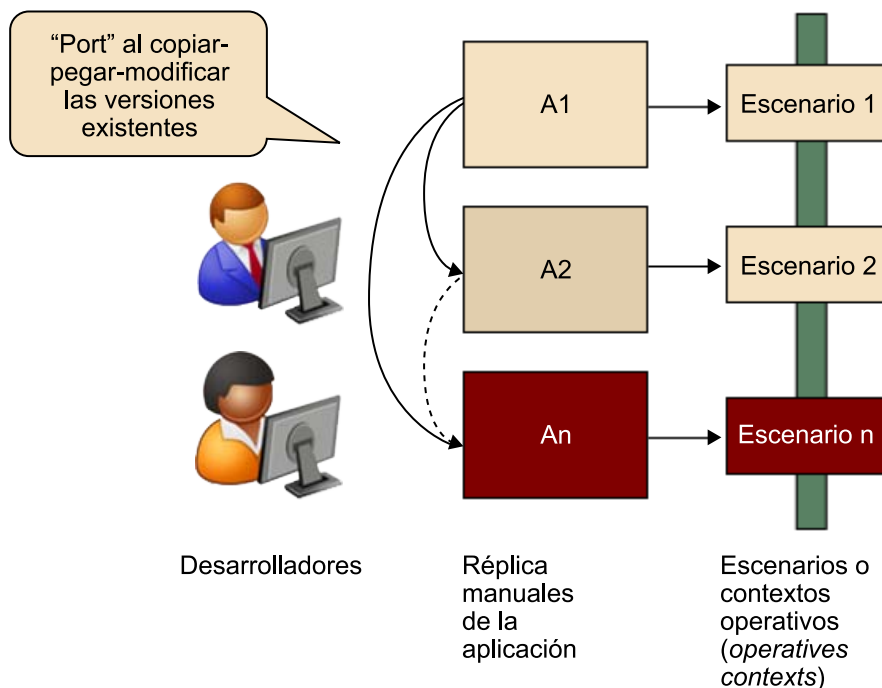 “Port” al copiar-
pegar-modificar
las versiones
existentes
A1
Escenario 1
A2
Escenario 2
An
Escenario n
Desarrolladores
Réplica
manuales
de la
aplicación
Escenarios o
contextos
operativos
(operatives
contexts)